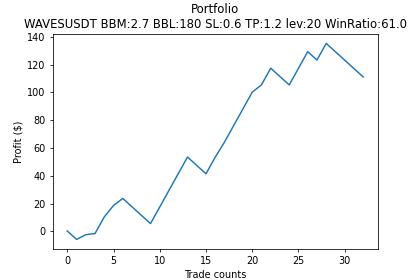 Portfolio
WAVESUSDT BBM:2.7 BBL:180 SL:0.6 TP:1.2 lev:20 WinRatio:61.0
140
120
100
80
60
40
20
0
Profit ($)
0 5 10 15 20 25 30
Trade counts